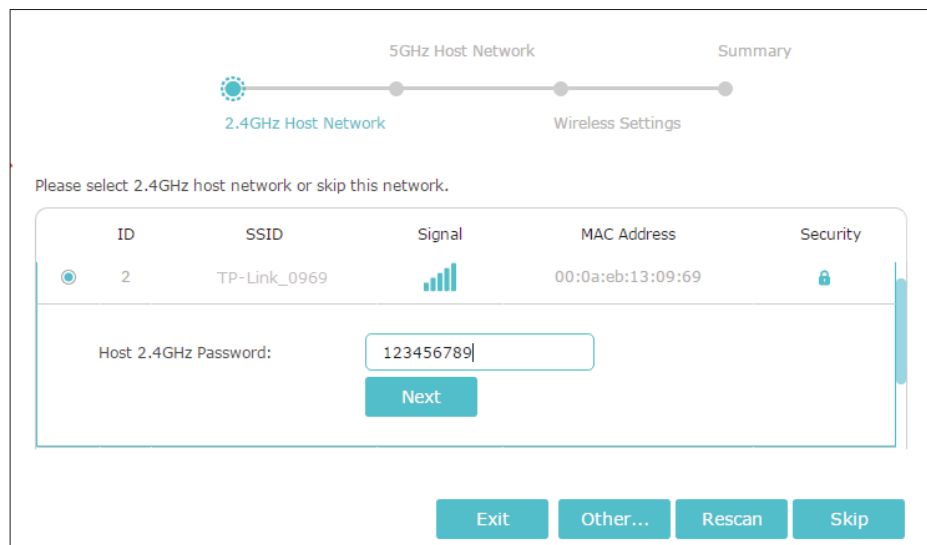 5GHz Host Network Summary
2.4GHz Host Network Wireless Settings
Please select 2.4GHz host network or skip this network.
ID SSID Signal MAC Address Security
2 TP-Link_0969 00:0a:eb:13:09:69
Host 2.4GHz Password: 123456789
Next
Exit Other... Rescan Skip